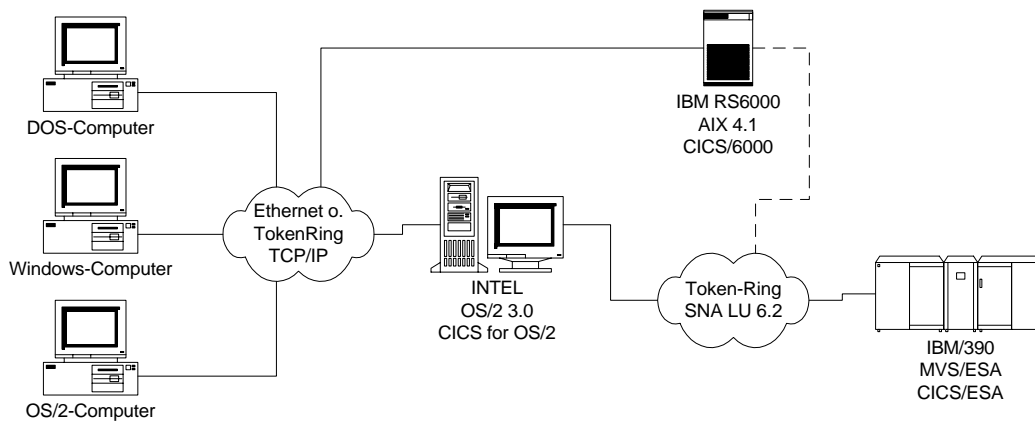 DOS-Computer
Windows-Computer
OS/2-Computer
Ethernet o.
TokenRing
TCP/IP
INTEL
OS/2 3.0
CICS for OS/2
IBM RS6000
AIX 4.1
CICS/6000
Token-Ring
SNA LU 6.2
IBM/390
MVS/ESA
CICS/ESA